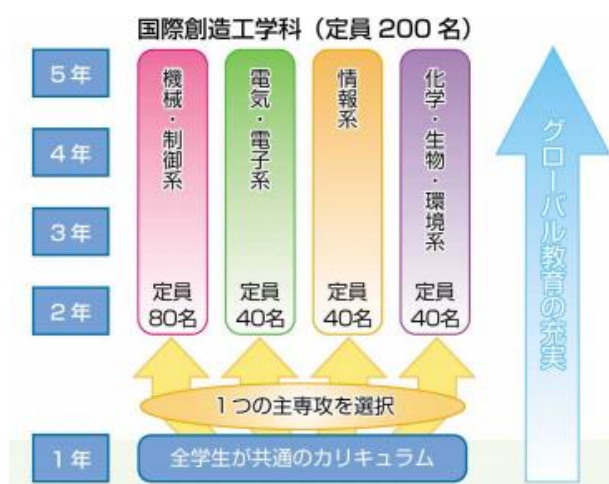 国際創造工学科（定員200名）
5年
4年
3年
2年
1年
機械・制御系
定員
80名
電気・電子系
定員
40名
情報系
定員
40名
化学・生物・環境系
定員
40名
1つの主専攻を選択
全学生が共通のカリキュラム
グローバル教育の充実